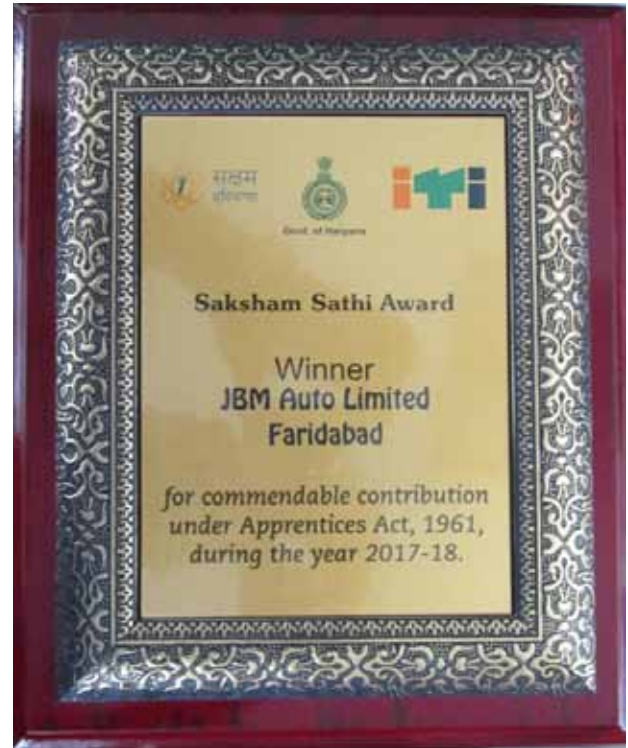 सक्षम
हरियाणा
Govt. of Haryana
iTi
Saksham Sathi Award
Winner
JBM Auto Limited
Faridabad
for commendable contribution
under Apprentices Act, 1961,
during the year 2017-18.